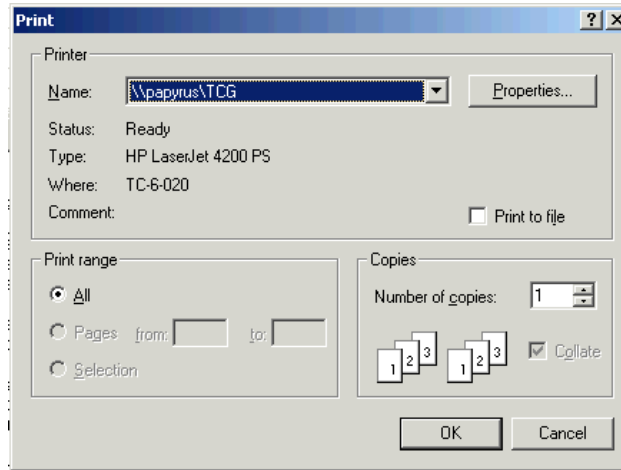 Print
Printer
Name: \\papyrus\TCG Properties...
Status: Ready
Type: HP LaserJet 4200 PS
Where: TC-6-020
Comment: Print to file
Print range Copies
All Number of copies: 1
Pages from: to:
1 2 3 1 2 3 Collate
Selection
OK Cancel